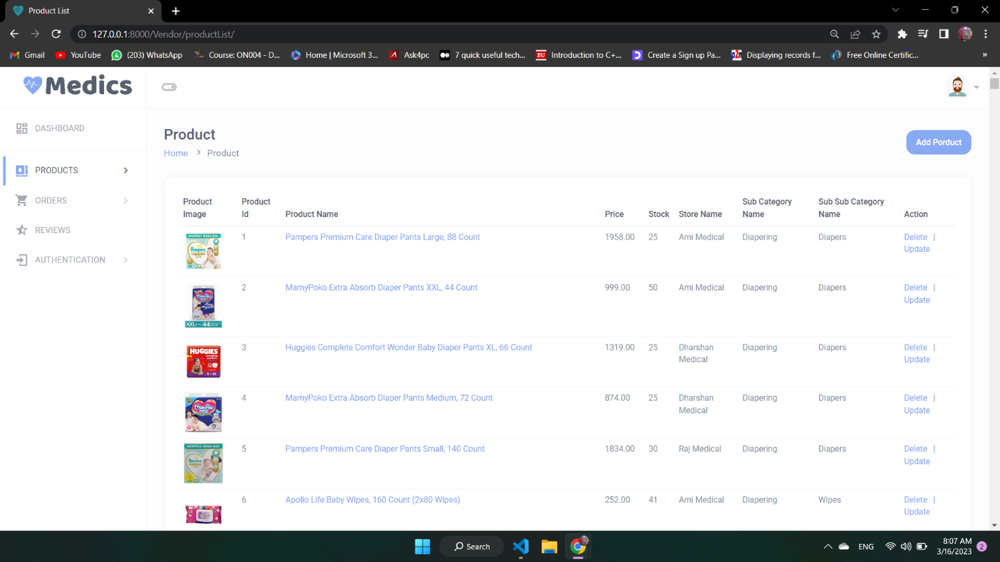 Product List
127.0.0.1:8000/Vendor/productList/
Gmail
YouTube
(203) WhatsApp
Course: ON004 - D...
Home | Microsoft 3...
Ask4pc
7 quick useful tech...
Introduction to C+...
Create a Sign up Pa...
Displaying records f...
Free Online Certific...
»
Medics
DASHBOARD
PRODUCTS
ORDERS
REVIEWS
AUTHENTICATION
Product
Home > Product
Add Porduct
Product Image Product Id Product Name Price Stock Store Name Sub Category Name Sub Sub Category Name Action
1 Pampers Premium Care Diaper Pants Large, 88 Count 1958.00 25 Ami Medical Diapering Diapers Delete |
Update
2 MamyPoko Extra Absorb Diaper Pants XXL, 44 Count 999.00 50 Ami Medical Diapering Diapers Delete |
Update
XXL 44
3 Huggies Complete Comfort Wonder Baby Diaper Pants XL, 66 Count 1319.00 25 Dharshan Medical Diapering Diapers Delete |
Update
HUGGIES
4 MamyPoko Extra Absorb Diaper Pants Medium, 72 Count 874.00 25 Dharshan Medical Diapering Diapers Delete |
Update
5 Pampers Premium Care Diaper Pants Small, 140 Count 1834.00 30 Raj Medical Diapering Diapers Delete |
Update
MONTHLY MEGA BOX
6 Apollo Life Baby Wipes, 160 Count (2x80 Wipes) 252.00 41 Ami Medical Diapering Wipes Delete |
Update
Search
ENG
8:07 AM
3/16/2023
2